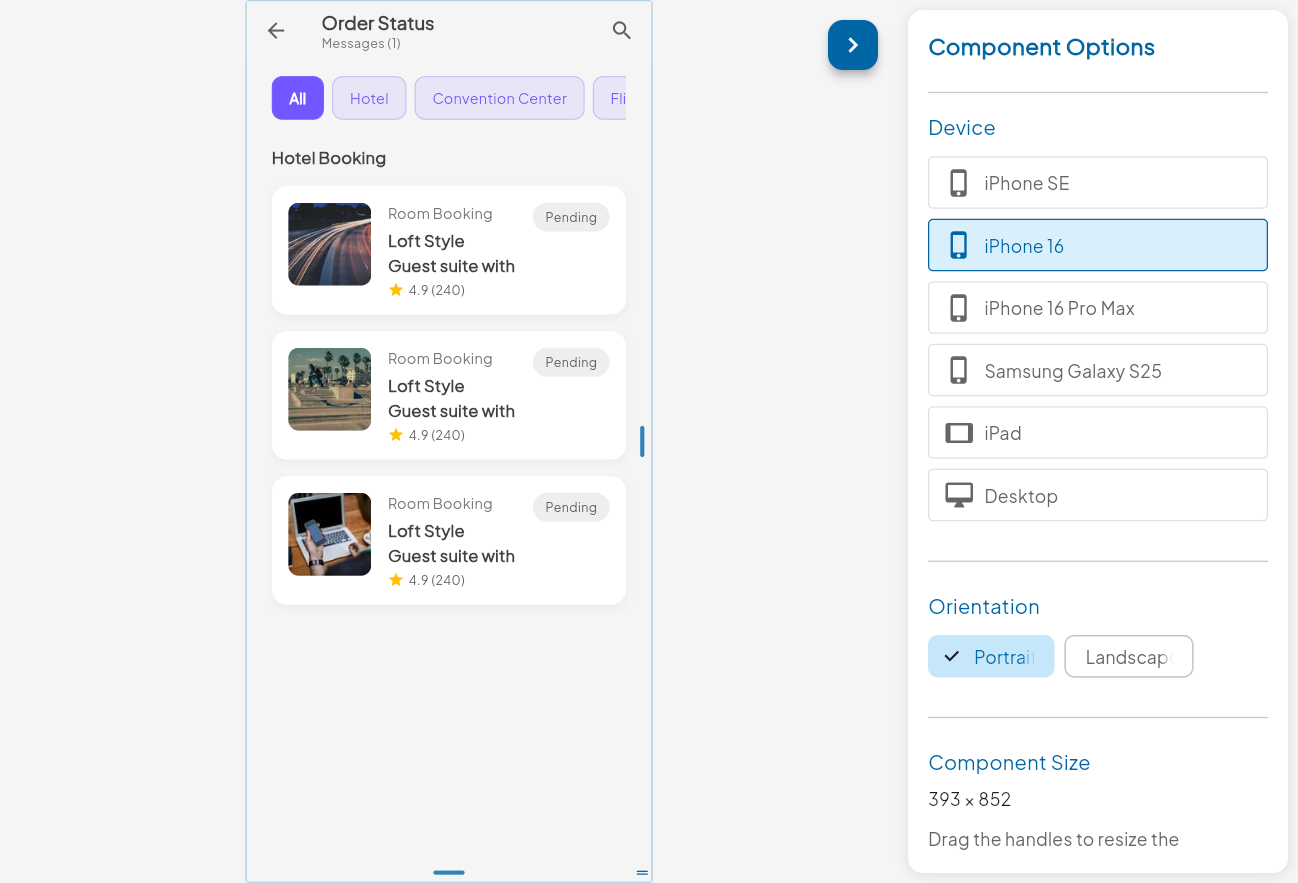 Order Status
Messages (1)
All
Hotel
Convention Center
Fli
Hotel Booking
Room Booking
Pending
Loft Style
Guest suite with
4.9 (240)
Room Booking
Pending
Loft Style
Guest suite with
4.9 (240)
Room Booking
Pending
Loft Style
Guest suite with
4.9 (240)
Component Options
Device
iPhone SE
iPhone 16
iPhone 16 Pro Max
Samsung Galaxy S25
iPad
Desktop
Orientation
Portrait
Landscape
Component Size
393 × 852
Drag the handles to resize the